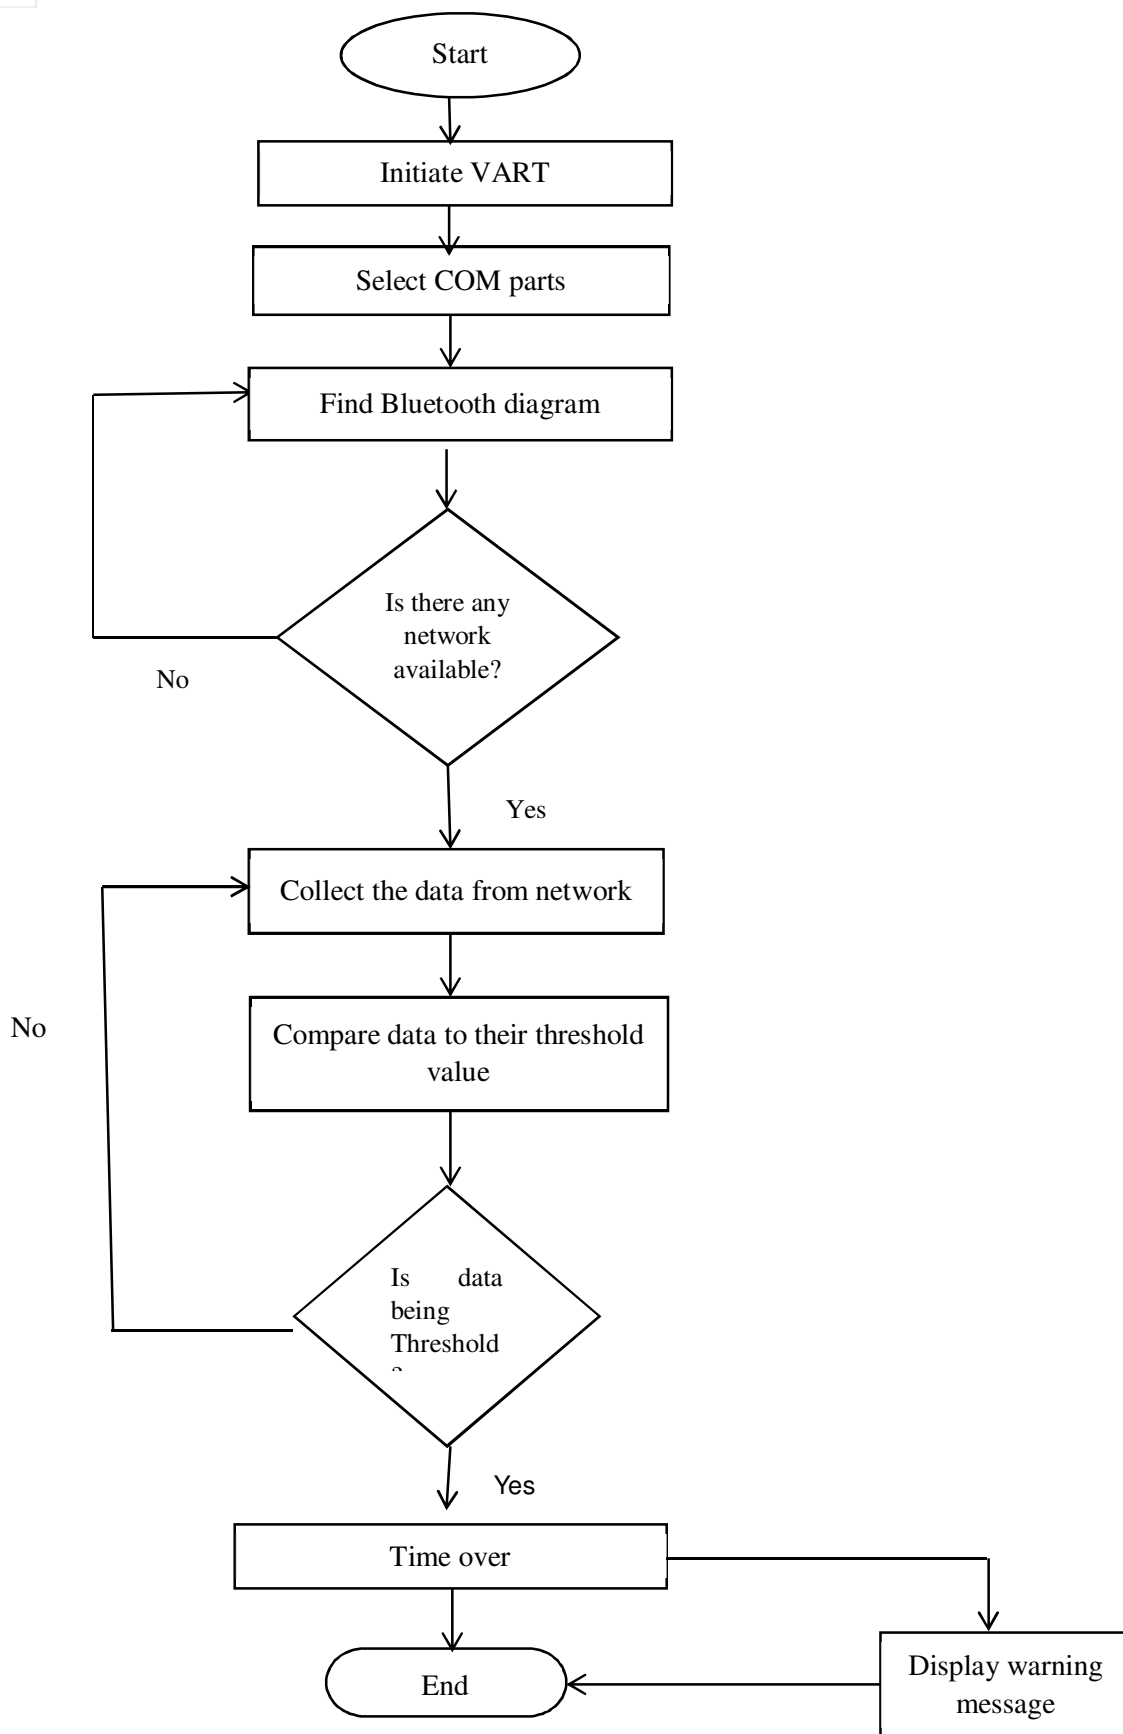 Start
Initiate VART
Select COM parts
Find Bluetooth diagram
Is there any
network
available?
No
Yes
Collect the data from network
No
Compare data to their threshold
value
Is data
being
Threshold
?
Yes
Time over
End
Display warning
message